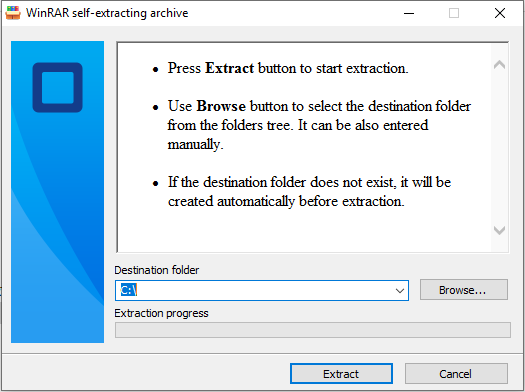 WinRAR self-extracting archive
• Press Extract button to start extraction.
• Use Browse button to select the destination folder
from the folders tree. It can be also entered
manually.
• If the destination folder does not exist, it will be
created automatically before extraction.
Destination folder
C:\
Browse...
Extraction progress
Extract
Cancel